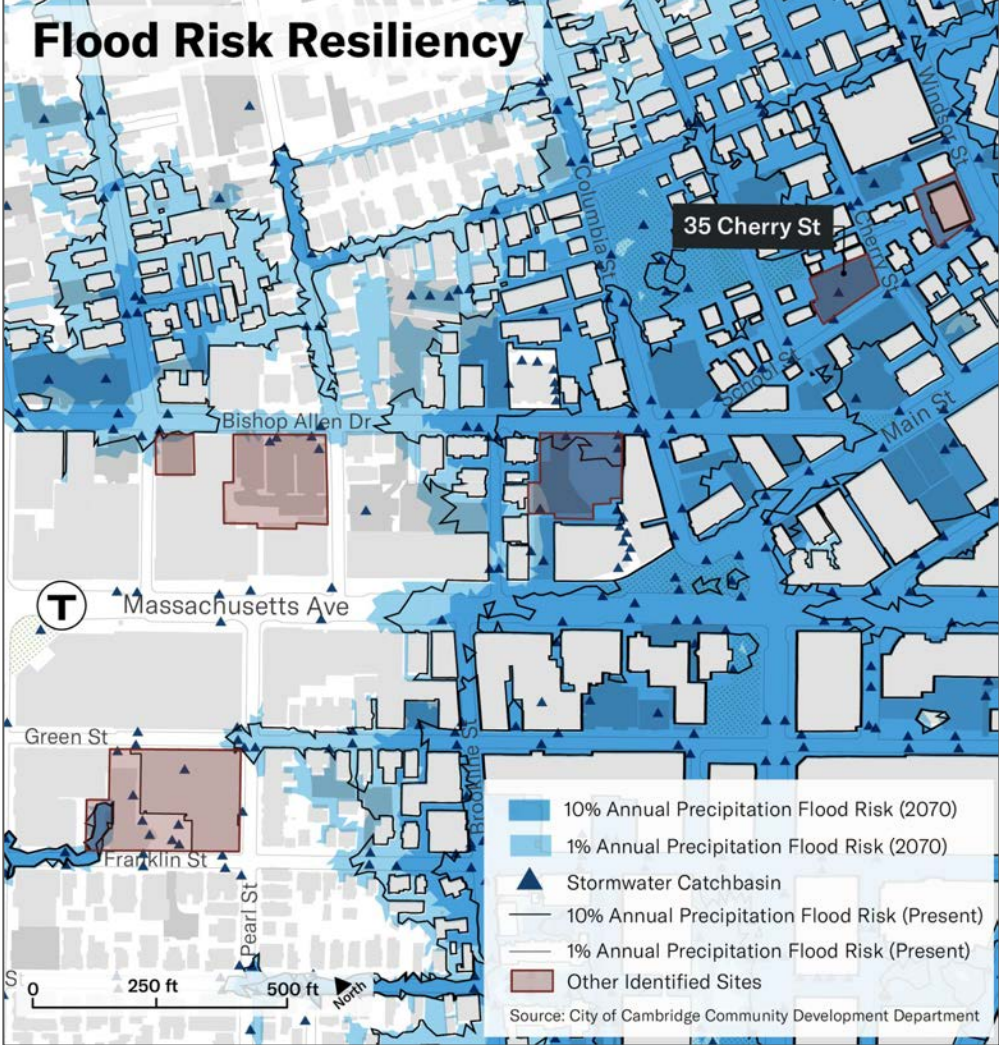 Flood Risk Resiliency
Windsor St
Columbia St
35 Cherry St
Cherry St
School St
Bishop Allen Dr
Main St
T
Massachusetts Ave
Green St
Brookline St
Franklin St
Pearl St
St
0 250 ft 500 ft North
10% Annual Precipitation Flood Risk (2070)
1% Annual Precipitation Flood Risk (2070)
Stormwater Catchbasin
10% Annual Precipitation Flood Risk (Present)
1% Annual Precipitation Flood Risk (Present)
Other Identified Sites
Source: City of Cambridge Community Development Department